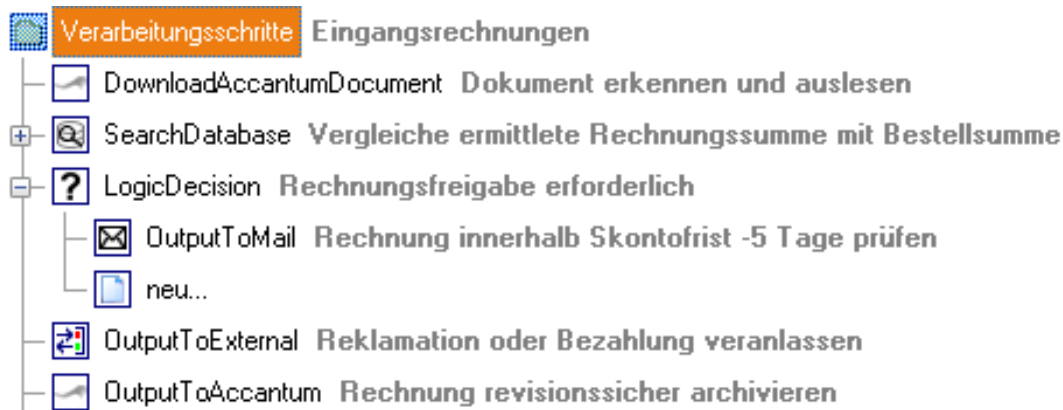 Verarbeitungsschritte Eingangsrechnungen
DownloadAccantumDocument Dokument erkennen und auslesen
SearchDatabase Vergleiche ermittlete Rechnungssumme mit Bestellsumme
? LogicDecision Rechnungsfreigabe erforderlich
OutputToMail Rechnung innerhalb Skontofrist -5 Tage prüfen
neu...
OutputToExternal Reklamation oder Bezahlung veranlassen
OutputToAccantum Rechnung revisionssicher archivieren